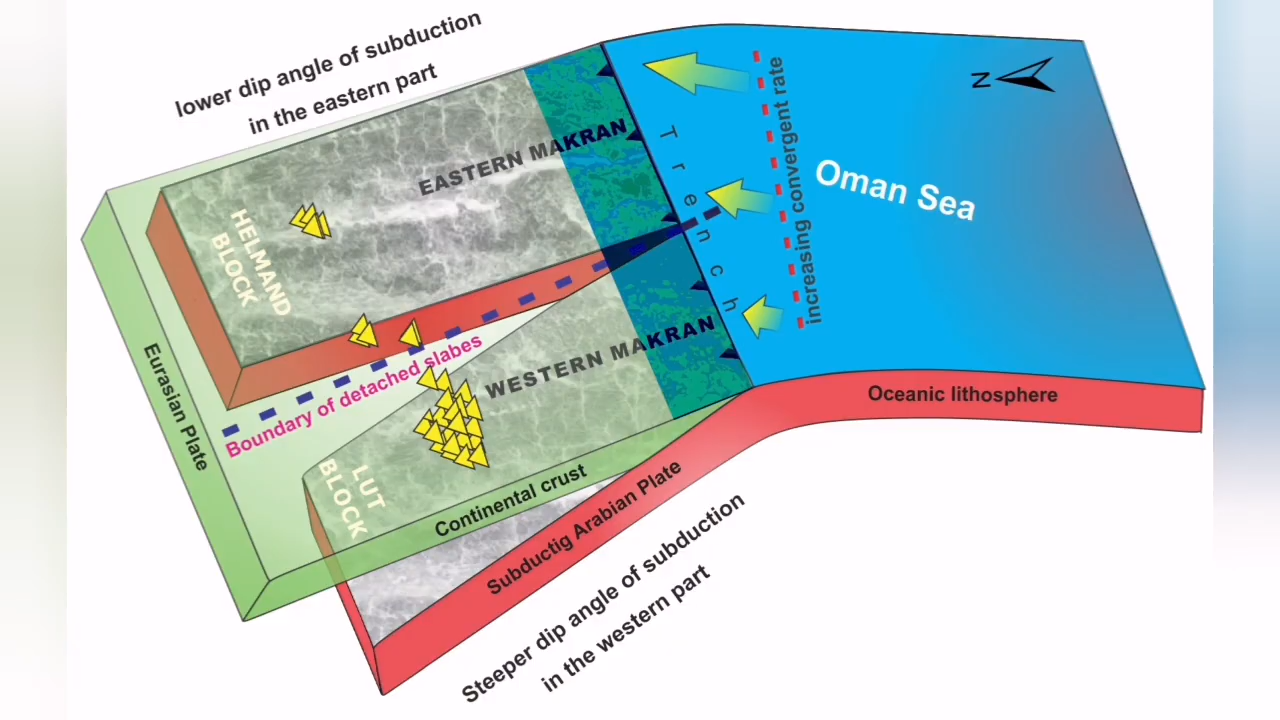 lower dip angle of subduction
in the eastern part
N
EASTERN MAKRAN
Trench
increasing convergent rate
Oman Sea
HELMAND
BLOCK
WESTERN MAKRAN
Boundary of detached slabes
Eurasian Plate
Oceanic lithosphere
LUT
BLOCK
Continental crust
Subductig Arabian Plate
Steeper dip angle of subduction
in the western part